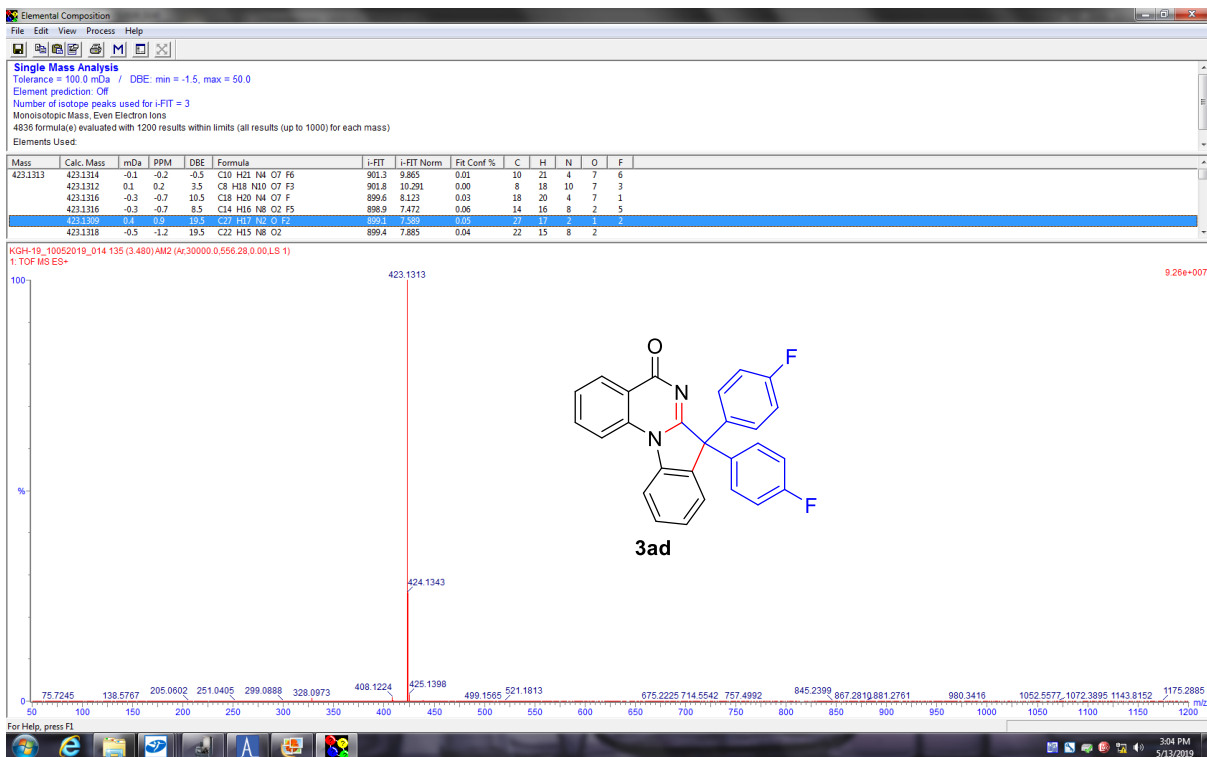 Elemental Composition
File Edit View Process Help
Single Mass Analysis
Tolerance = 100.0 mDa / DBE: min = -1.5, max = 50.0
Element prediction: Off
Number of isotope peaks used for i-FIT = 3
Monoisotopic Mass, Even Electron Ions
4836 formula(e) evaluated with 1200 results within limits (all results (up to 1000) for each mass)
Elements Used:
Mass Calc. Mass mDa PPM DBE Formula i-FIT i-FIT Norm Fit Conf % C H N O F
423.1313 423.1314 -0.1 -0.2 -0.5 C10 H21 N4 O7 F6 901.3 9.865 0.01 10 21 4 7 6
423.1312 0.1 0.2 3.5 C8 H18 N10 O7 F3 901.8 10.291 0.00 8 18 10 7 3
423.1316 -0.3 -0.7 10.5 C18 H20 N4 O7 F 899.6 8.123 0.03 18 20 4 7 1
423.1316 -0.3 -0.7 8.5 C14 H16 N8 O2 F5 898.9 7.472 0.06 14 16 8 2 5
423.1309 0.4 0.9 19.5 C27 H17 N2 O F2 899.1 7.589 0.05 27 17 2 1 2
423.1318 -0.5 -1.2 19.5 C22 H15 N8 O2 899.4 7.885 0.04 22 15 8 2
KGH-19_10052019_014 135 (3.480) AM2 (Ar,30000.0,556.28,0.00,LS 1)
1: TOF MS ES+
9.26e+007
100
423.1313
O
F
N
N
%
F
3ad
424.1343
0
75.7245 138.5767 205.0602 251.0405 299.0888 328.0973 408.1224 425.1398 499.1565 521.1813 675.2225 714.5542 757.4992 845.2399 867.2810 881.2761 980.3416 1052.5577 1072.3895 1143.8152 1175.2885
m/z
50 100 150 200 250 300 350 400 450 500 550 600 650 700 750 800 850 900 950 1000 1050 1100 1150 1200
For Help, press F1
3:04 PM
5/13/2019